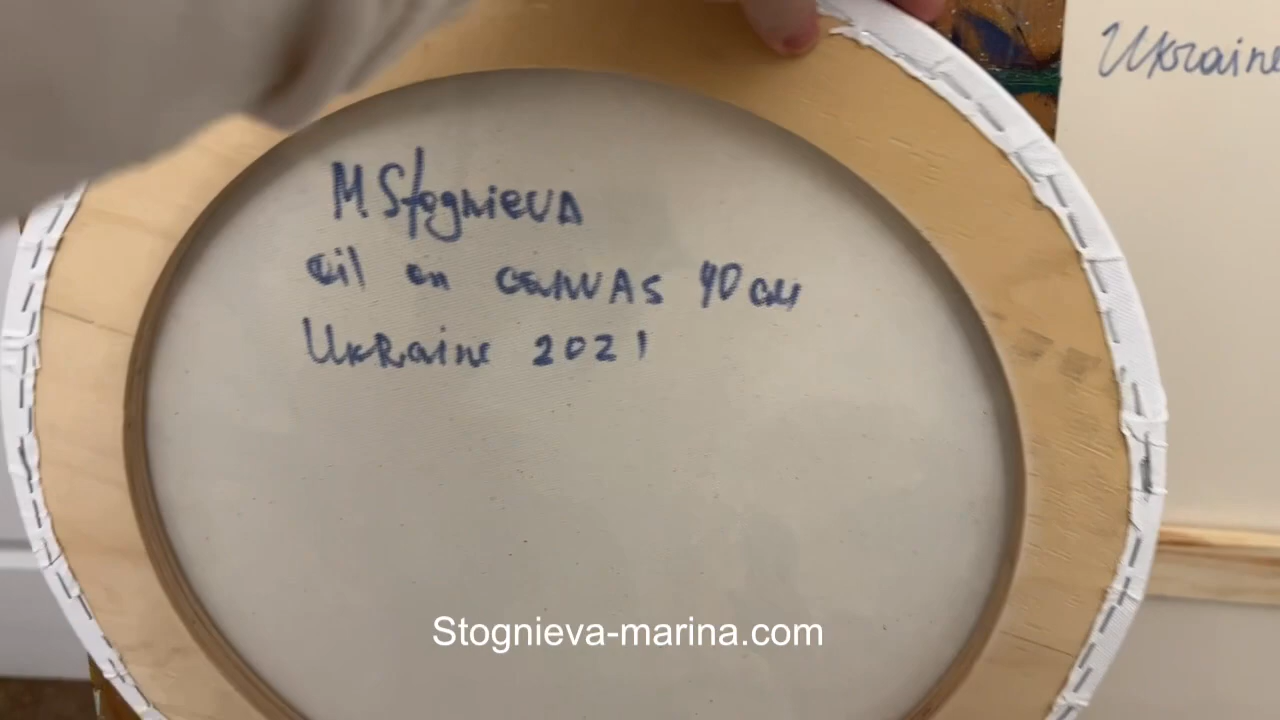 M. Stognieva
oil on canvas 40 cm
Ukraine 2021
Ukraine
Stognieva-marina.com